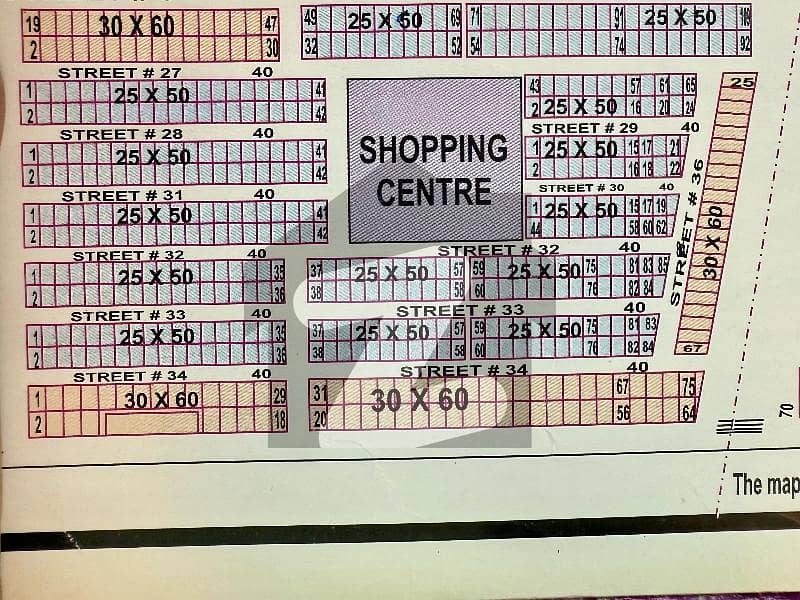 19 30 X 60 47
2 30
49 25 X 50 69 71 91 25 X 50
32 52 54 74 92
STREET # 27 40
1 25 X 50 41
2 42
STREET # 28 40
1 25 X 50 41
2 42
STREET # 31 40
1 25 X 50 41
2 42
STREET # 32 40
1 25 X 50 35
2 36
STREET # 33 40
1 25 X 50 35
2 36
STREET # 34 40
1 30 X 60 29
2 18
SHOPPING
CENTRE
43 57 61 65
2 25 X 50 16 20 24
STREET # 29 40
1 25 X 50 15 17 21
2 16 18 22
STREET # 30 40
1 25 X 50 15 17 19
44 58 60 62
STREET # 32 40
37 25 X 50 57 59 25 X 50 75 81 83 85
38 58 60 76 82 84
STREET # 33 40
37 25 X 50 57 59 25 X 50 75 81 83
38 58 60 76 82 84
STREET # 34 40
31 30 X 60 67 75
20 56 64
25
STREET # 36
30 X 60
67
70
The map